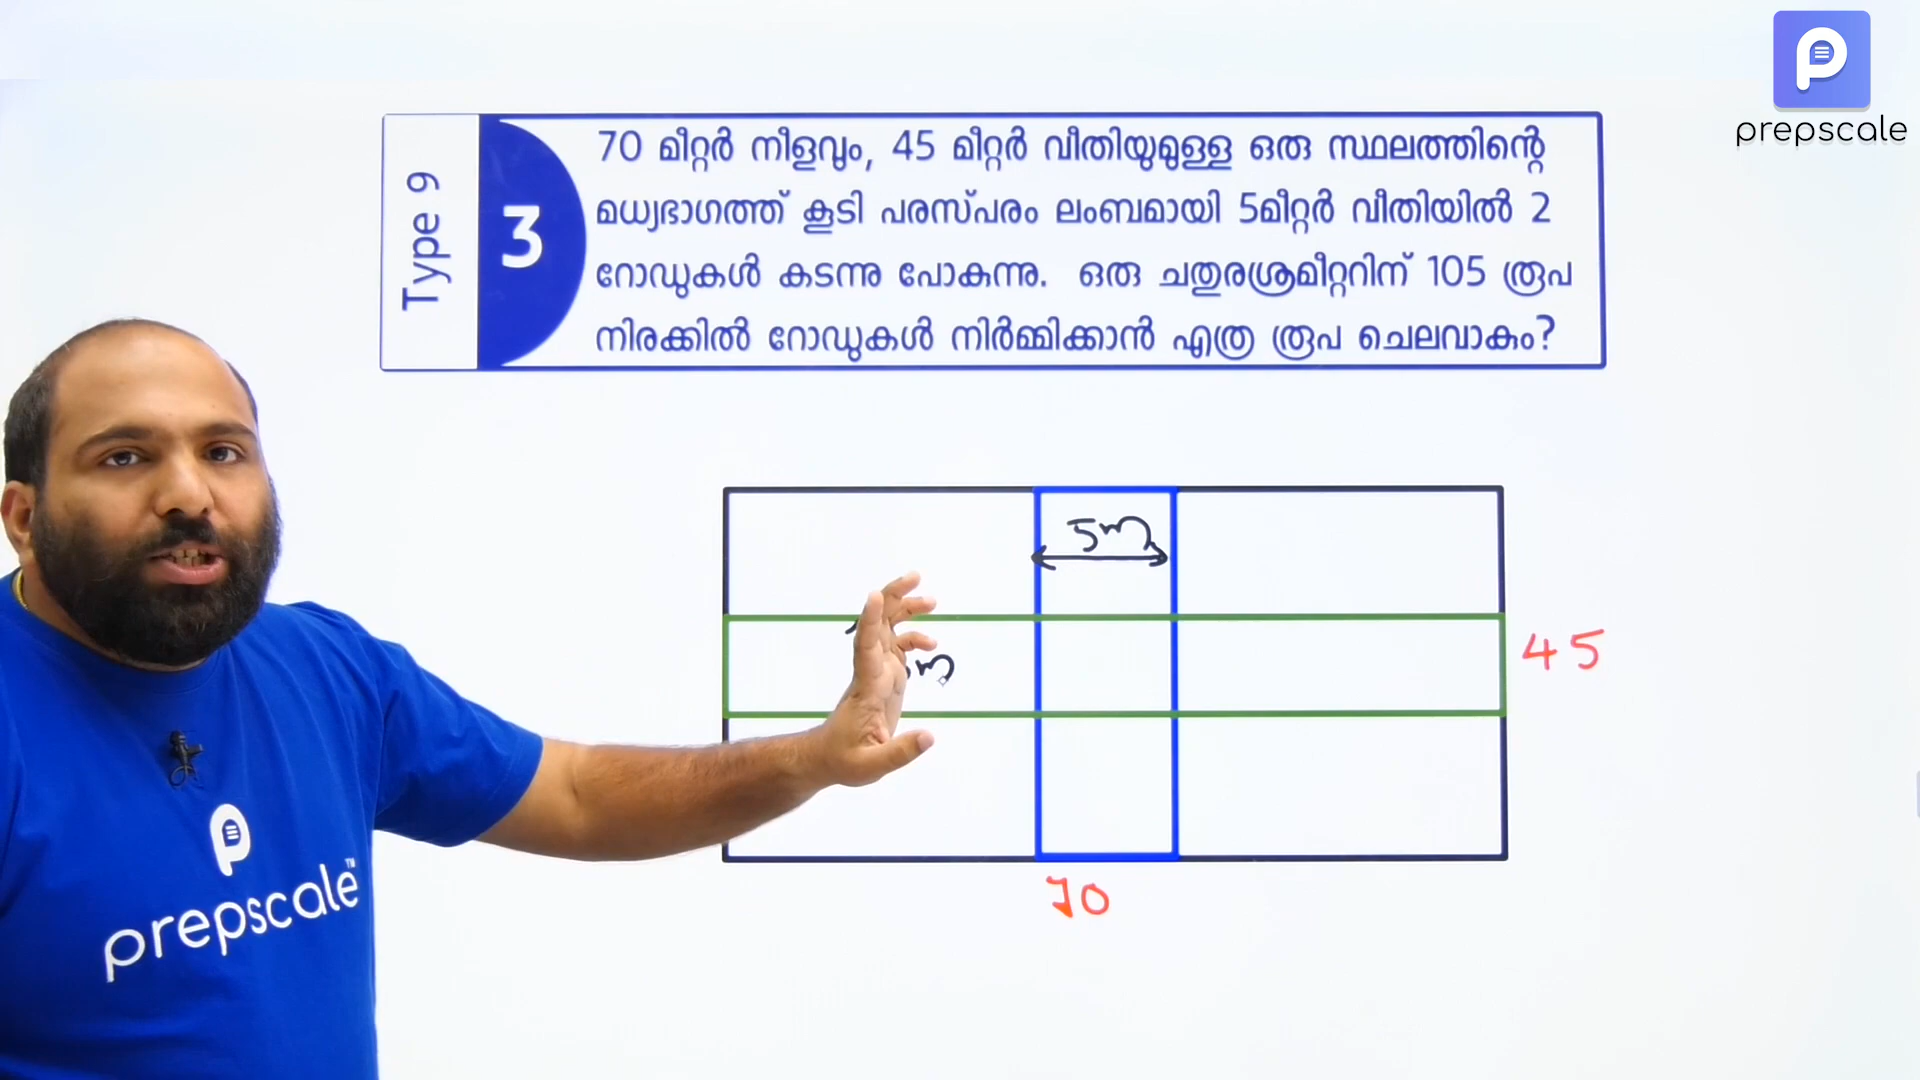 prepscale
Type 9
3
70 മീറ്റർ നീളവും, 45 മീറ്റർ വീതിയുമുള്ള ഒരു സ്ഥലത്തിന്റെ
മധ്യഭാഗത്ത് കൂടി പരസ്പരം ലംബമായി 5മീറ്റർ വീതിയിൽ 2
റോഡുകൾ കടന്നു പോകുന്നു. ഒരു ചതുരശ്രമീറ്ററിന് 105 രൂപ
നിരക്കിൽ റോഡുകൾ നിർമ്മിക്കാൻ എത്ര രൂപ ചെലവാകും?
5m
m
45
70
prepscale